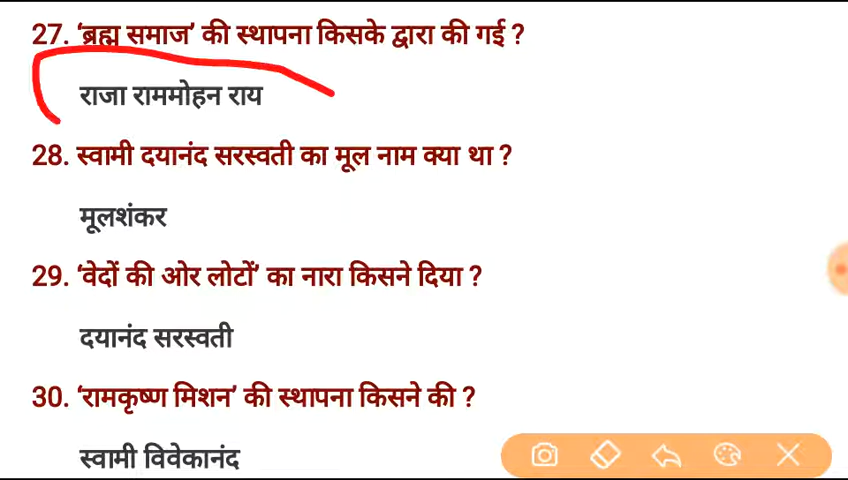 27. ‘ब्रह्म समाज’ की स्थापना किसके द्वारा की गई ?
राजा राममोहन राय
28. स्वामी दयानंद सरस्वती का मूल नाम क्या था ?
मूलशंकर
29. ‘वेदों की ओर लोटों’ का नारा किसने दिया ?
दयानंद सरस्वती
30. ‘रामकृष्ण मिशन’ की स्थापना किसने की ?
स्वामी विवेकानंद